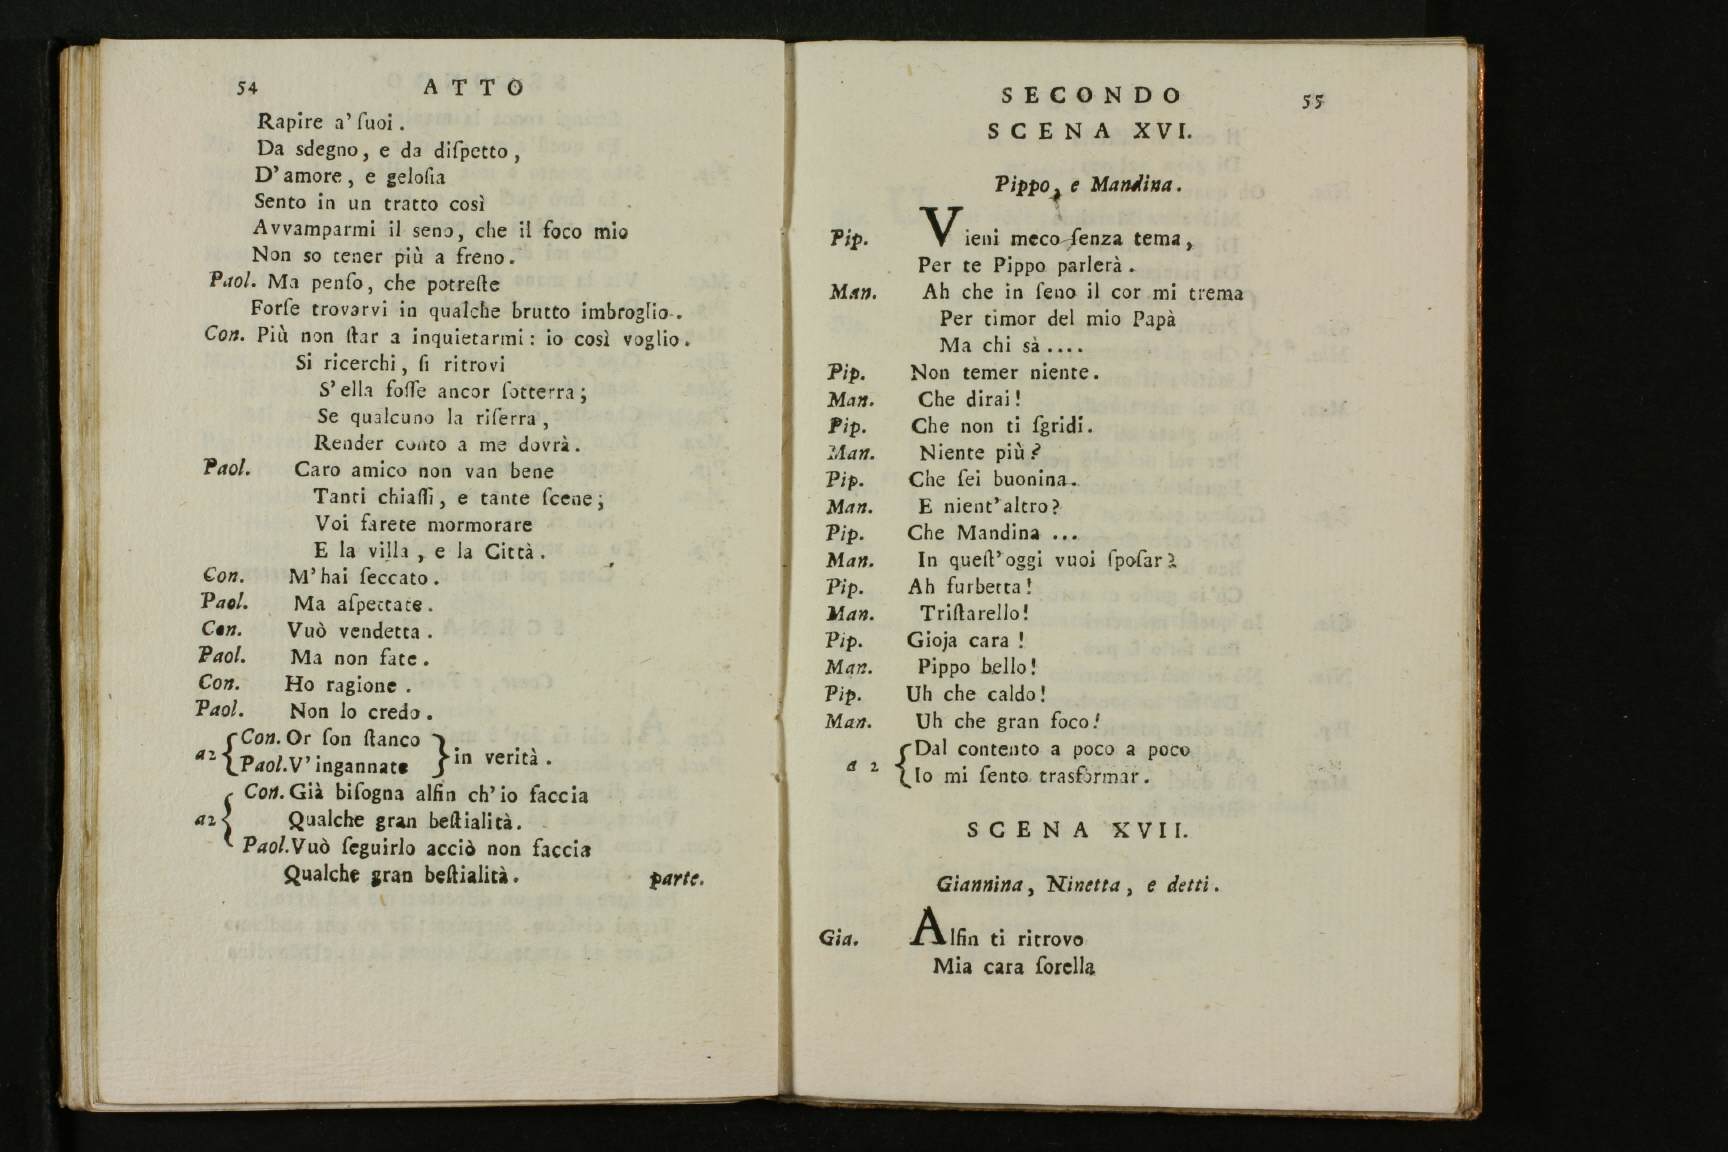 54 ATTO
Rapire a' ſuoi.
Da sdegno, e da diſpetto,
D'amore, e geloſia
Sento in un tratto così
Avvamparmi il seno, che il foco mio
Non so tener più a freno.
Paol. Ma penſo, che potreſte
Forſe trovarvi in qualche brutto imbroglio.
Con. Più non ſtar a inquietarmi: io così voglio.
Si ricerchi, ſi ritrovi
S'ella foſſe ancor ſotterra;
Se qualcuno la riſerra,
Render conto a me dovrà.
Paol. Caro amico non van bene
Tanti chiaſſi, e tante ſcene;
Voi farete mormorare
E la villa, e la Città.
Con. M'hai ſeccato.
Paol. Ma aſpettate.
Con. Vuò vendetta.
Paol. Ma non fate.
Con. Ho ragione.
Paol. Non lo credo.
a2 { Con. Or ſon ſtanco } in verità.
Paol. V'ingannate
a2 { Con. Già biſogna alfin ch'io faccia
Qualche gran beſtialità.
Paol. Vuò ſeguirlo acciò non faccia
Qualche gran beſtialità. parte.
SECONDO 55
SCENA XVI.
Pippo, e Mandina.
Pip. Vieni meco ſenza tema,
Per te Pippo parlerà.
Man. Ah che in ſeno il cor mi trema
Per timor del mio Papà
Ma chi sà....
Pip. Non temer niente.
Man. Che dirai!
Pip. Che non ti ſgridi.
Man. Niente più?
Pip. Che ſei buonina.
Man. E nient'altro?
Pip. Che Mandina ...
Man. In queſt'oggi vuoi ſpoſar?
Pip. Ah furbetta!
Man. Triſtarello!
Pip. Gioja cara!
Man. Pippo bello!
Pip. Uh che caldo!
Man. Uh che gran foco!
a 2 { Dal contento a poco a poco
Io mi ſento trasformar.
SCENA XVII.
Giannina, Ninetta, e detti.
Gia. Alfin ti ritrovo
Mia cara ſorella